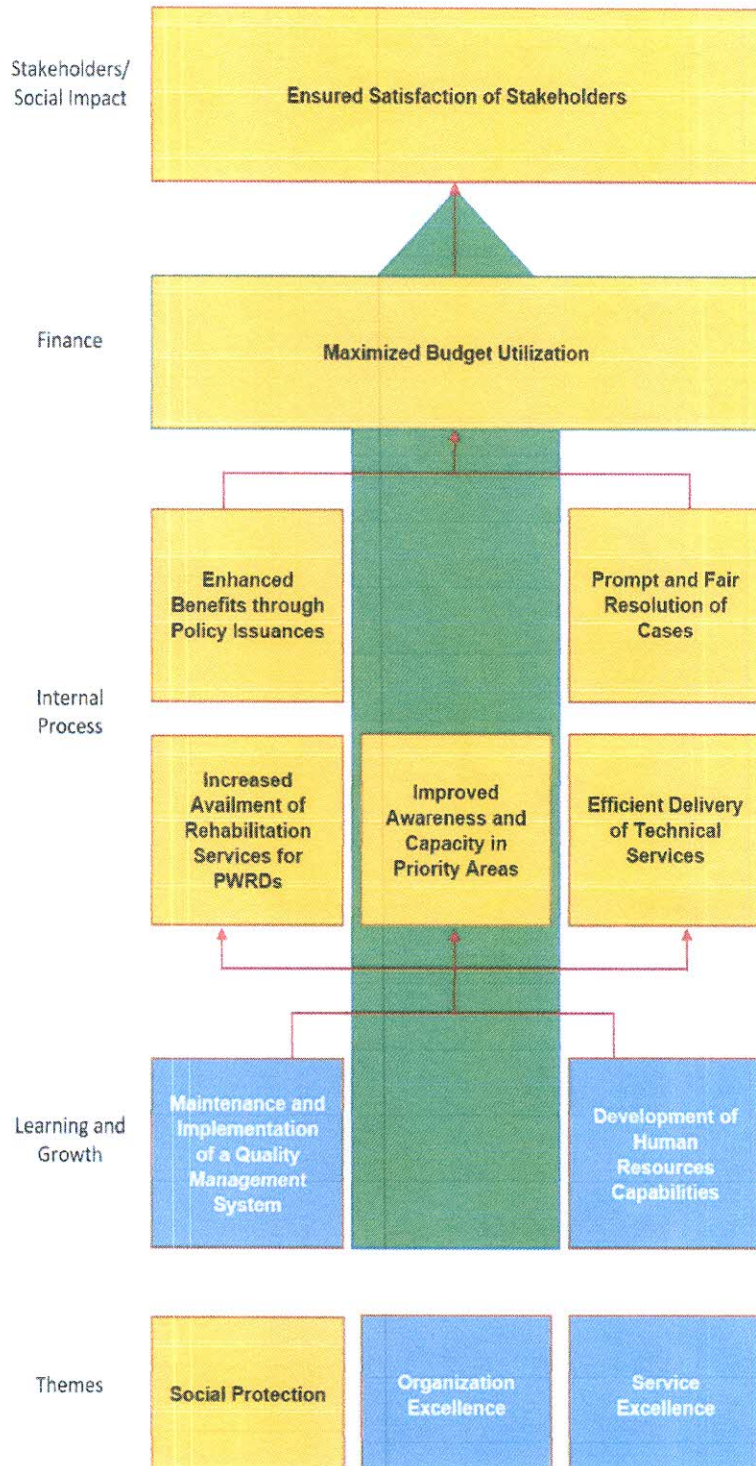 Stakeholders/
Social Impact
Ensured Satisfaction of Stakeholders
Finance
Maximized Budget Utilization
Enhanced
Benefits through
Policy Issuances
Prompt and Fair
Resolution of
Cases
Internal
Process
Increased
Availment of
Rehabilitation
Services for
PWRDs
Improved
Awareness and
Capacity in
Priority Areas
Efficient Delivery
of Technical
Services
Learning and
Growth
Maintenance and
Implementation
of a Quality
Management
System
Development of
Human
Resources
Capabilities
Themes
Social Protection
Organization
Excellence
Service
Excellence